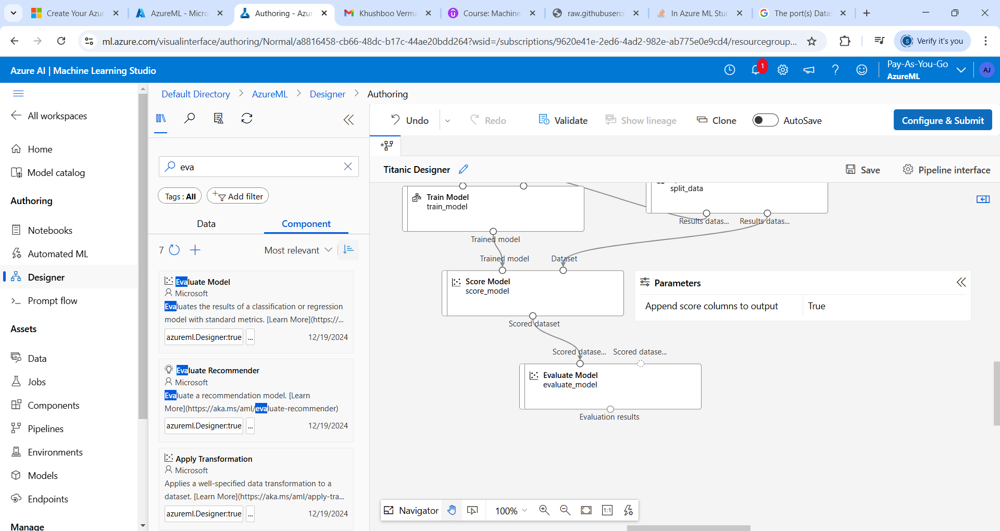 Create Your Azur
AzureML - Micro
Authoring - Azur
Khushboo Verma
Course: Machine
raw.githubuserco
In Azure ML Stud
The port(s) Datas
ml.azure.com/visualinterface/authoring/Normal/a8816458-cb66-48dc-b17c-44ae20bdd264?wsid=/subscriptions/9620e41e-2ed6-4ad2-982e-ab775e0e9cd4/resourcegroup...
S
Verify it's you
Azure AI | Machine Learning Studio
1
Pay-As-You-Go
AzureML
AJ
All workspaces
Home
Model catalog
Authoring
Notebooks
Automated ML
Designer
Prompt flow
Assets
Data
Jobs
Components
Pipelines
Environments
Models
Endpoints
Manage
Default Directory > AzureML > Designer > Authoring
eva
Tags : All
Add filter
Data
Component
7
Most relevant
Evaluate Model
Microsoft
Evaluates the results of a classification or regression
model with standard metrics. [Learn More](https://...
azureml.Designer:true
...
12/19/2024
Evaluate Recommender
Microsoft
Evaluate a recommendation model. [Learn
More](https://aka.ms/aml/evaluate-recommender)
azureml.Designer:true
...
12/19/2024
Apply Transformation
Microsoft
Applies a well-specified data transformation to a
dataset. [Learn More](https://aka.ms/aml/apply-tra...
azureml.Designer:true
...
12/19/2024
Undo
Redo
Validate
Show lineage
Clone
AutoSave
Configure & Submit
Titanic Designer
Save
Pipeline interface
Train Model
train_model
Trained model
split_data
Results datas...
Results datas...
Trained model
Dataset
Score Model
score_model
Scored dataset
Parameters
Append score columns to output
True
Scored datase...
Scored datase...
Evaluate Model
evaluate_model
Evaluation results
Navigator
100%
1:1